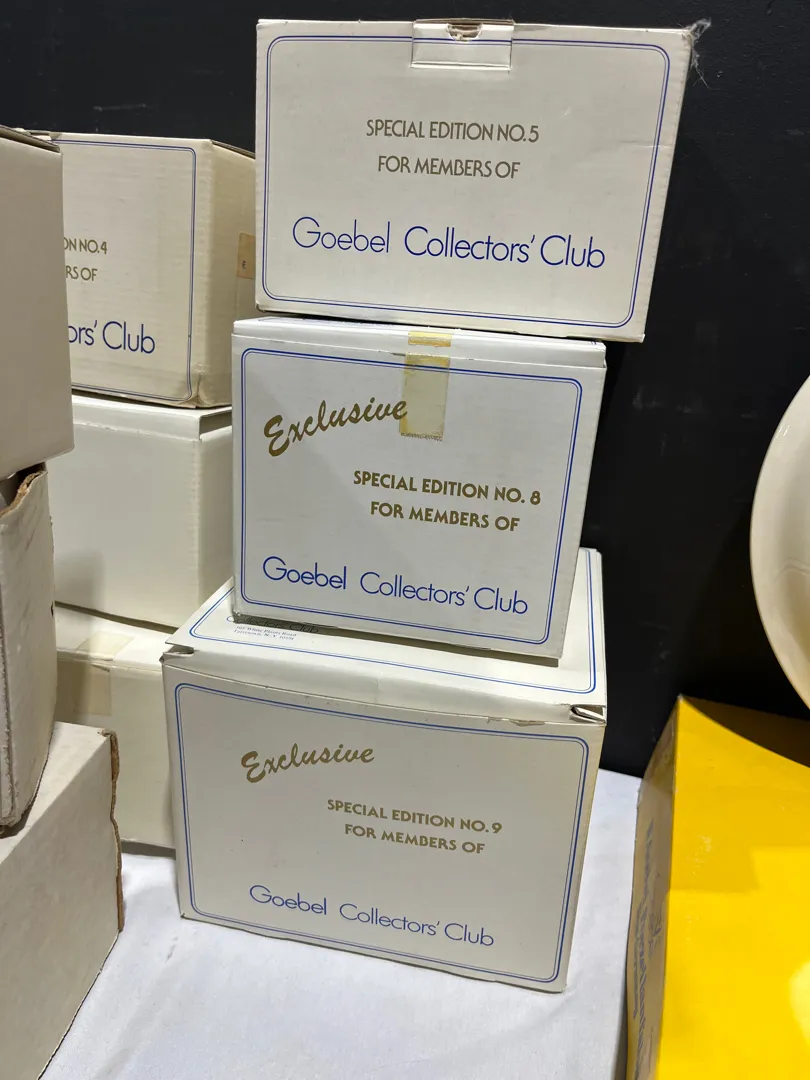 SPECIAL EDITION NO.5
FOR MEMBERS OF
Goebel Collectors' Club
ON NO.4
RS OF
ors' Club
Exclusive
SPECIAL EDITION NO. 8
FOR MEMBERS OF
Goebel Collectors' Club
Exclusive
SPECIAL EDITION NO.9
FOR MEMBERS OF
Goebel Collectors' Club